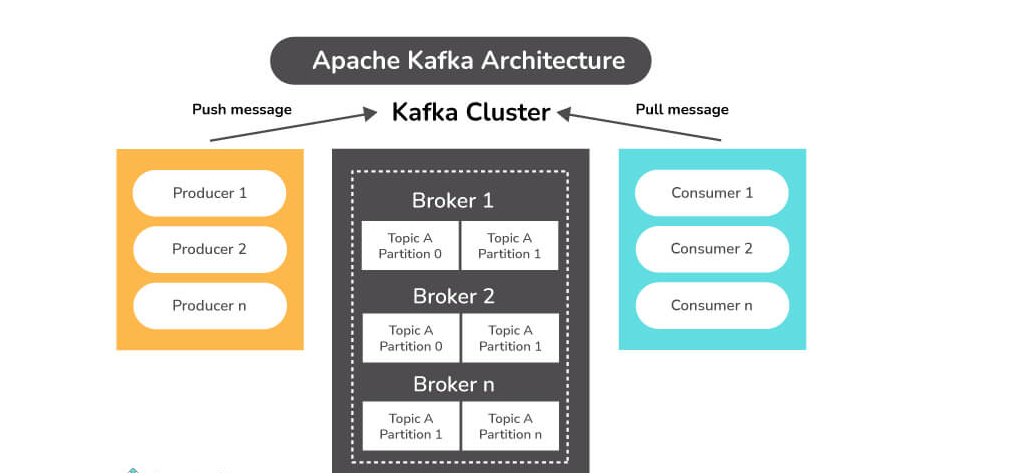 Apache Kafka Architecture
Push message
Kafka Cluster
Pull message
Producer 1
Producer 2
Producer n
Broker 1
Topic A
Partition 0
Topic A
Partition 1
Broker 2
Topic A
Partition 0
Topic A
Partition 1
Broker n
Topic A
Partition 1
Topic A
Partition n
Consumer 1
Consumer 2
Consumer n